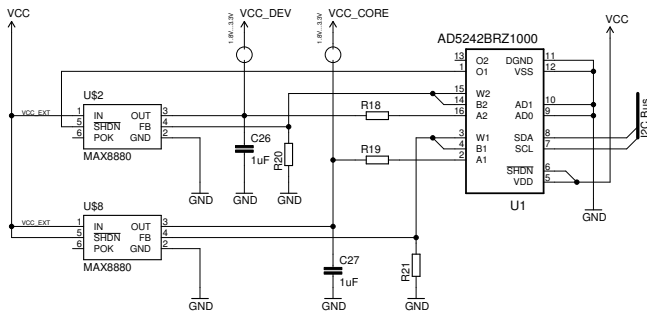 VCC
VCC_DEV
VCC_CORE
VCC
1.8V...3.3V
1.8V...3.3V
AD5242BRZ1000
13 O2 DGND 11
1 O1 VSS 12
15 W2
14 B2 AD1 10
16 A2 AD0 9
3 W1 SDA 8
4 B1 SCL 7
2 A1
SHDN 6
VDD 5
U1
I2C_Bus
GND
U$2
VCC_EXT 1 IN OUT 3
5 SHDN FB 4
6 POK GND 2
MAX8880
GND
C26
1uF
GND
R20
GND
R18
R19
U$8
VCC_EXT 1 IN OUT 3
5 SHDN FB 4
6 POK GND 2
MAX8880
GND
C27
1uF
GND
R21
GND